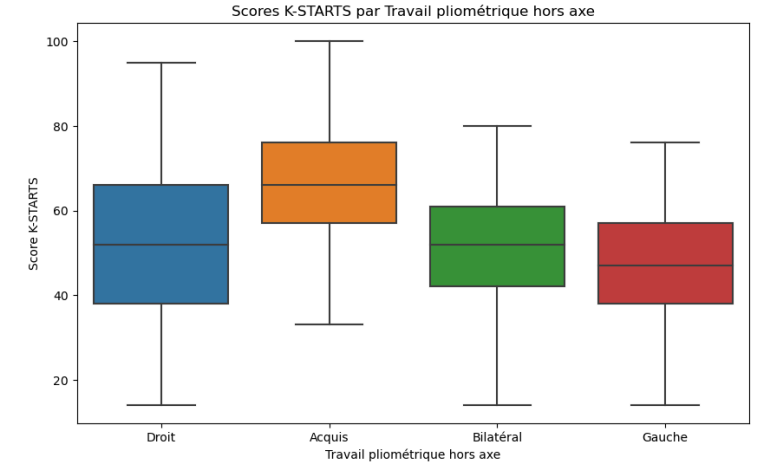 Scores K-STARTS par Travail pliométrique hors axe
Score K-STARTS
100
80
60
40
20
Droit
Acquis
Bilatéral
Gauche
Travail pliométrique hors axe